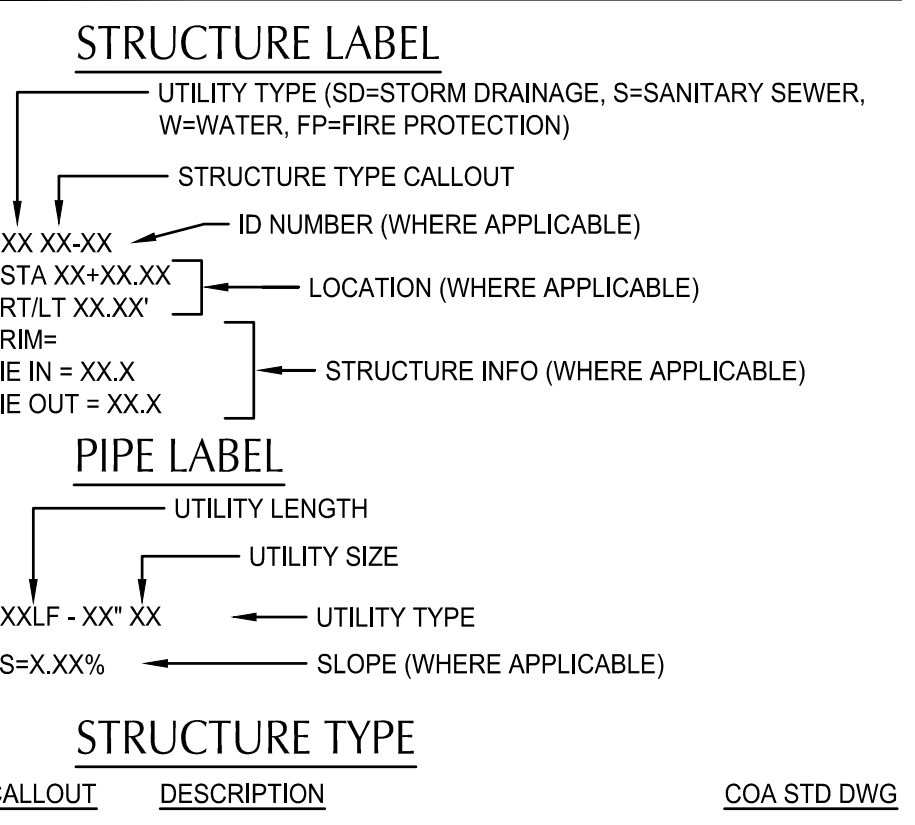 STRUCTURE LABEL
UTILITY TYPE (SD=STORM DRAINAGE, S=SANITARY SEWER,
W=WATER, FP=FIRE PROTECTION)
STRUCTURE TYPE CALLOUT
ID NUMBER (WHERE APPLICABLE)
XX XX-XX
STA XX+XX.XX
RT/LT XX.XX'
LOCATION (WHERE APPLICABLE)
RIM=
IE IN = XX.X
IE OUT = XX.X
STRUCTURE INFO (WHERE APPLICABLE)
PIPE LABEL
UTILITY LENGTH
UTILITY SIZE
XXLF - XX" XX
UTILITY TYPE
S=X.XX%
SLOPE (WHERE APPLICABLE)
STRUCTURE TYPE
CALLOUT DESCRIPTION COA STD DWG